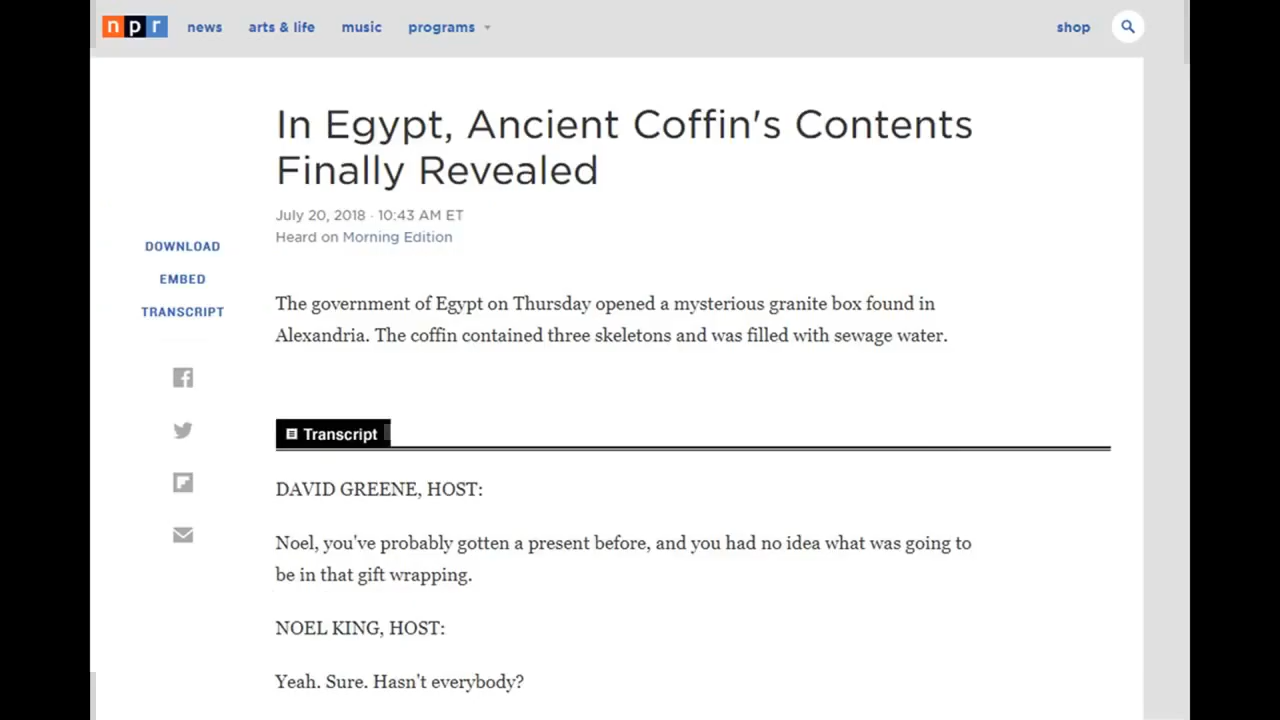 npr news arts & life music programs shop
In Egypt, Ancient Coffin's Contents
Finally Revealed
July 20, 2018 · 10:43 AM ET
Heard on Morning Edition
DOWNLOAD
EMBED
TRANSCRIPT
The government of Egypt on Thursday opened a mysterious granite box found in
Alexandria. The coffin contained three skeletons and was filled with sewage water.
Transcript
DAVID GREENE, HOST:
Noel, you've probably gotten a present before, and you had no idea what was going to
be in that gift wrapping.
NOEL KING, HOST:
Yeah. Sure. Hasn't everybody?